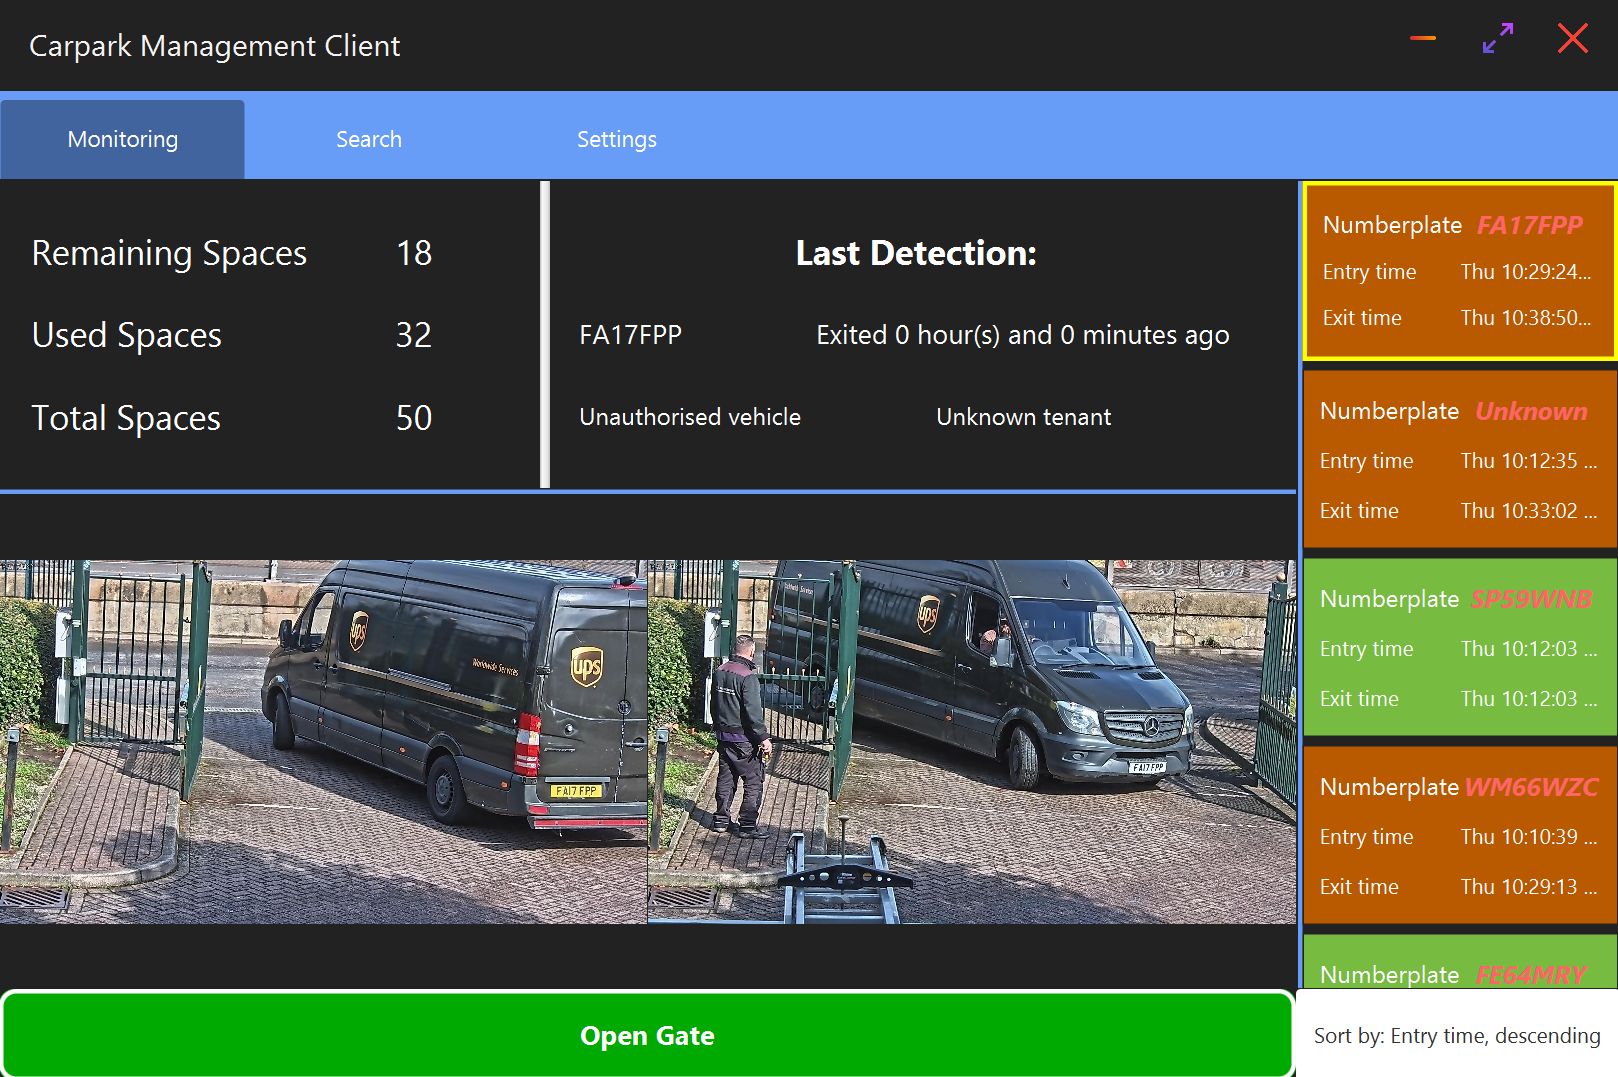 Carpark Management Client
Monitoring
Search
Settings
Remaining Spaces 18
Used Spaces 32
Total Spaces 50
Last Detection:
FA17FPP Exited 0 hour(s) and 0 minutes ago
Unauthorised vehicle Unknown tenant
ups
Worldwide Services
ups
FA17 FPP
ups
FA17 FPP
Open Gate
Numberplate FA17FPP
Entry time Thu 10:29:24...
Exit time Thu 10:38:50...
Numberplate Unknown
Entry time Thu 10:12:35 ...
Exit time Thu 10:33:02 ...
Numberplate SP59WNB
Entry time Thu 10:12:03 ...
Exit time Thu 10:12:03 ...
Numberplate WM66WZC
Entry time Thu 10:10:39 ...
Exit time Thu 10:29:13 ...
Numberplate FE64MRY
Sort by: Entry time, descending